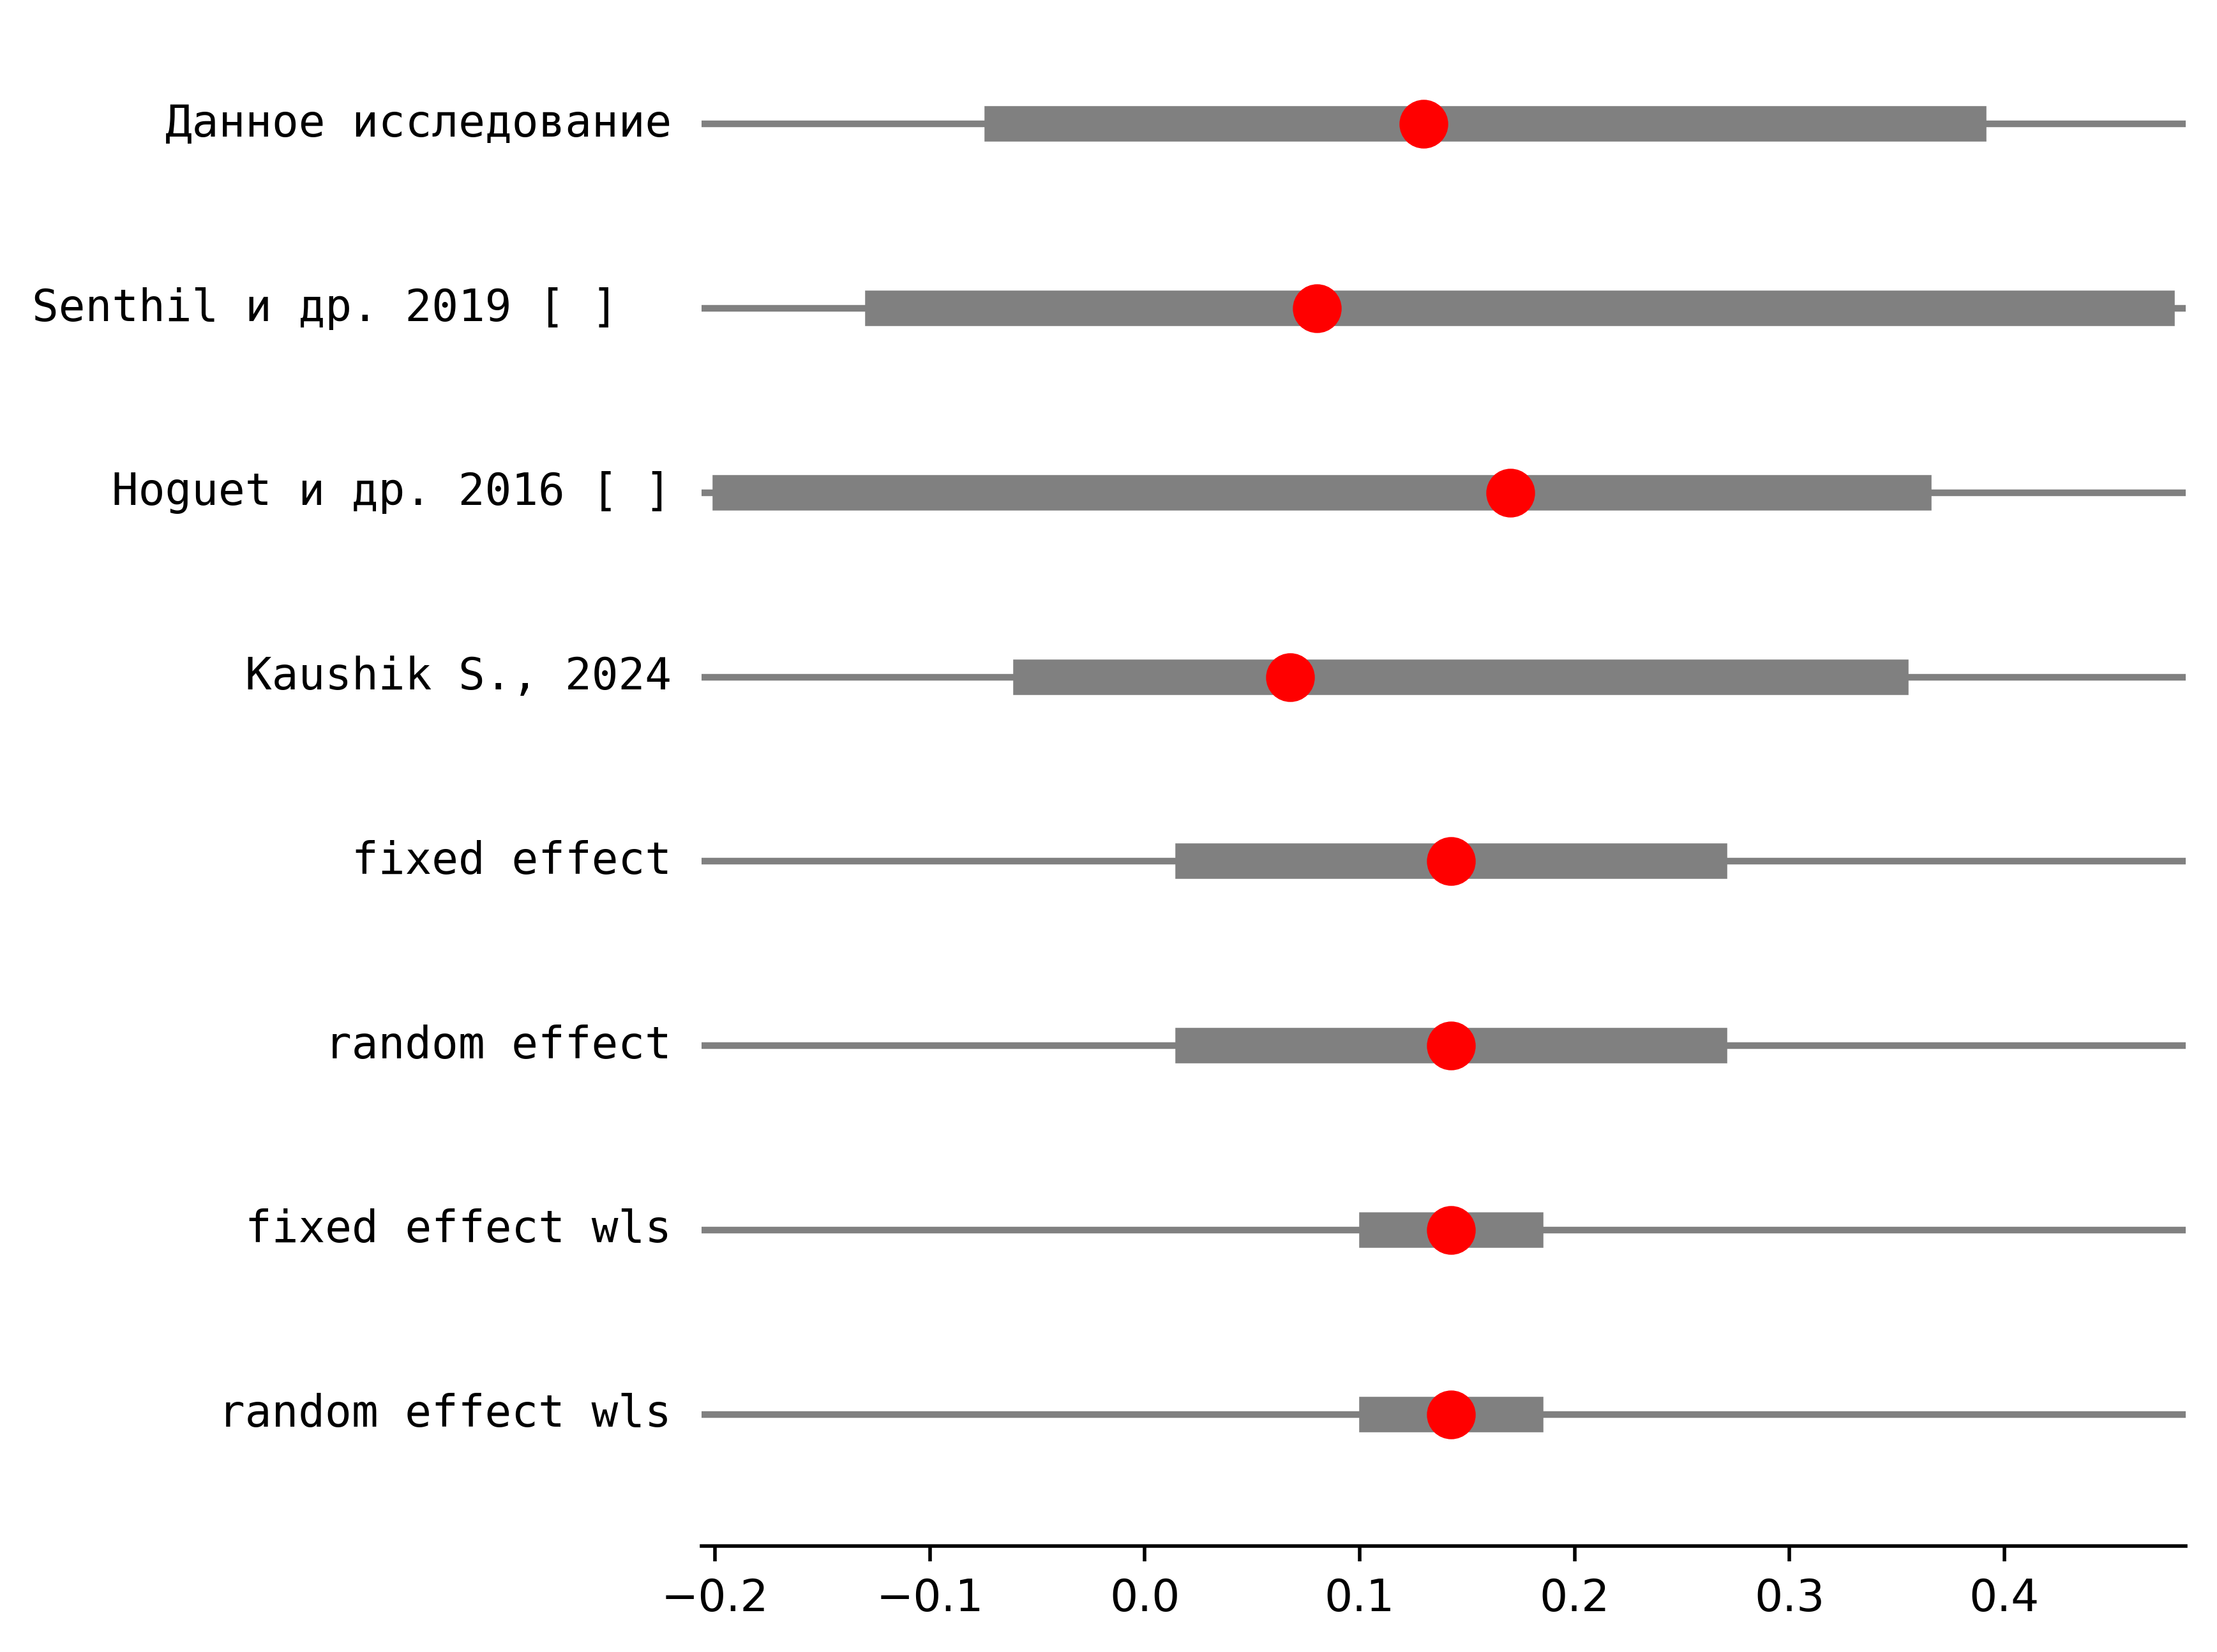 Данное исследование
Senthil и др. 2019 [ ]
Hoguet и др. 2016 [ ]
Kaushik S., 2024
fixed effect
random effect
fixed effect wls
random effect wls
−0.2 −0.1 0.0 0.1 0.2 0.3 0.4